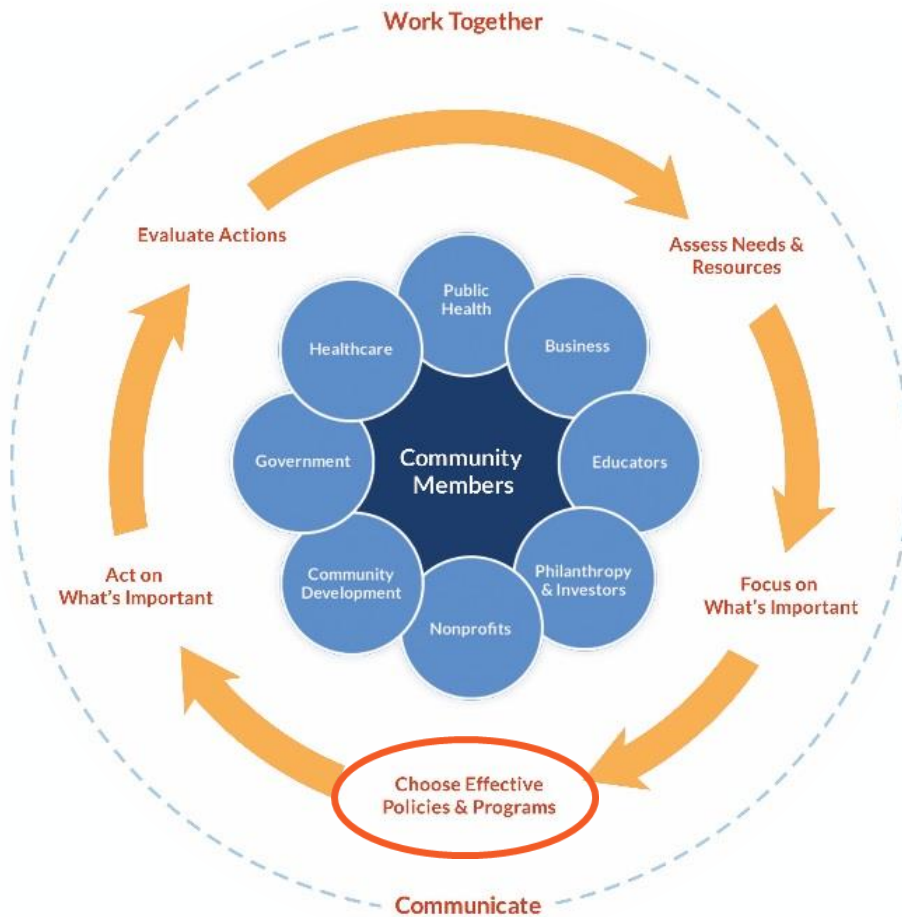 Work Together
Evaluate Actions
Assess Needs &
Resources
Public
Health
Healthcare
Business
Government
Community
Members
Educators
Community
Development
Philanthropy
& Investors
Nonprofits
Act on
What's Important
Focus on
What's Important
Choose Effective
Policies & Programs
Communicate